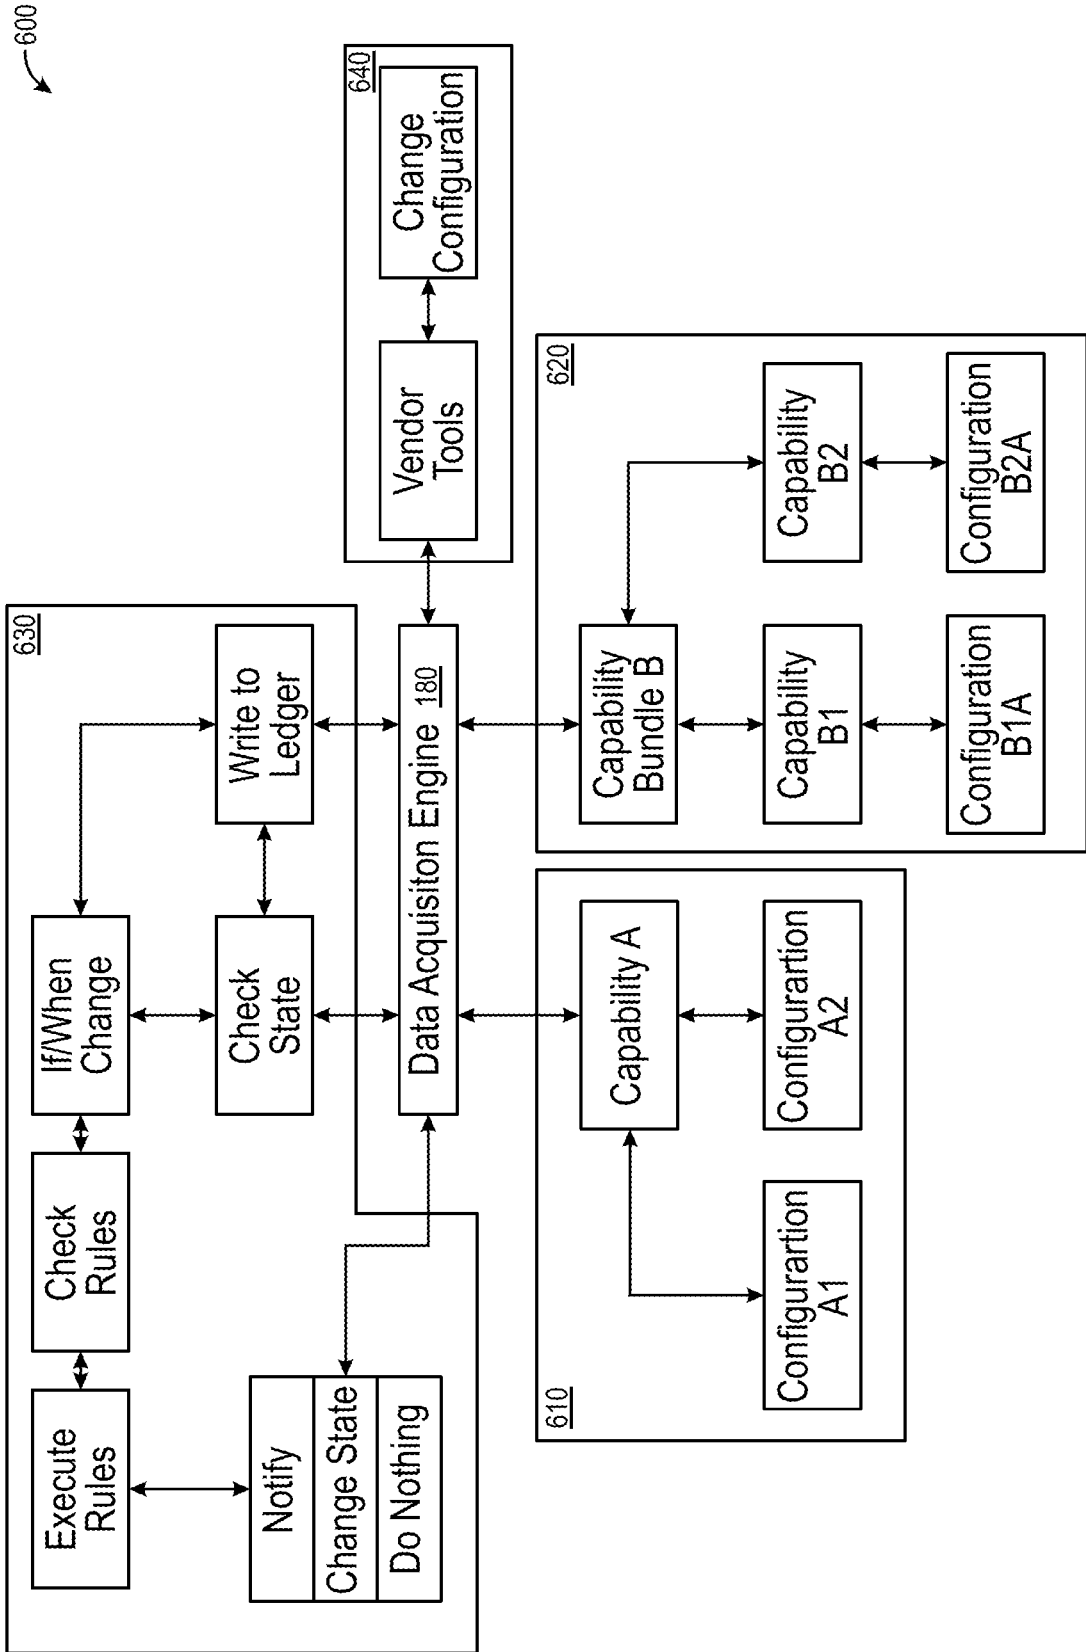 600
630
Execute
Rules
Check
Rules
If/When
Change
Check
State
Write to
Ledger
Notify
Change State
Do Nothing
Data Acquisiton Engine 180
640
Vendor
Tools
Change
Configuration
610
Capability A
Configurartion
A1
Configurartion
A2
620
Capability
Bundle B
Capability
B1
Capability
B2
Configuration
B1A
Configuration
B2A